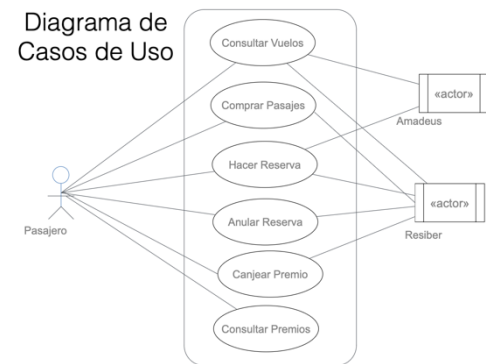 Diagrama de
Casos de Uso
Consultar Vuelos
«actor»
Comprar Pasajes
Amadeus
Hacer Reserva
«actor»
Pasajero
Anular Reserva
Resiber
Canjear Premio
Consultar Premios